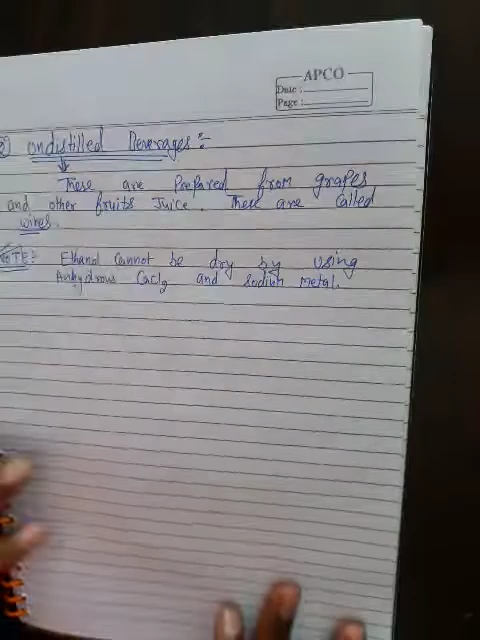 APCO
Date :
Page :
② undistilled Beverages :-
These are Prepared from grapes
and other fruits Juice. These are Called
wires.
NOTE :- Ethanol Cannot be dry by using
Anhydrous CaCl2 and Sodium Metal.